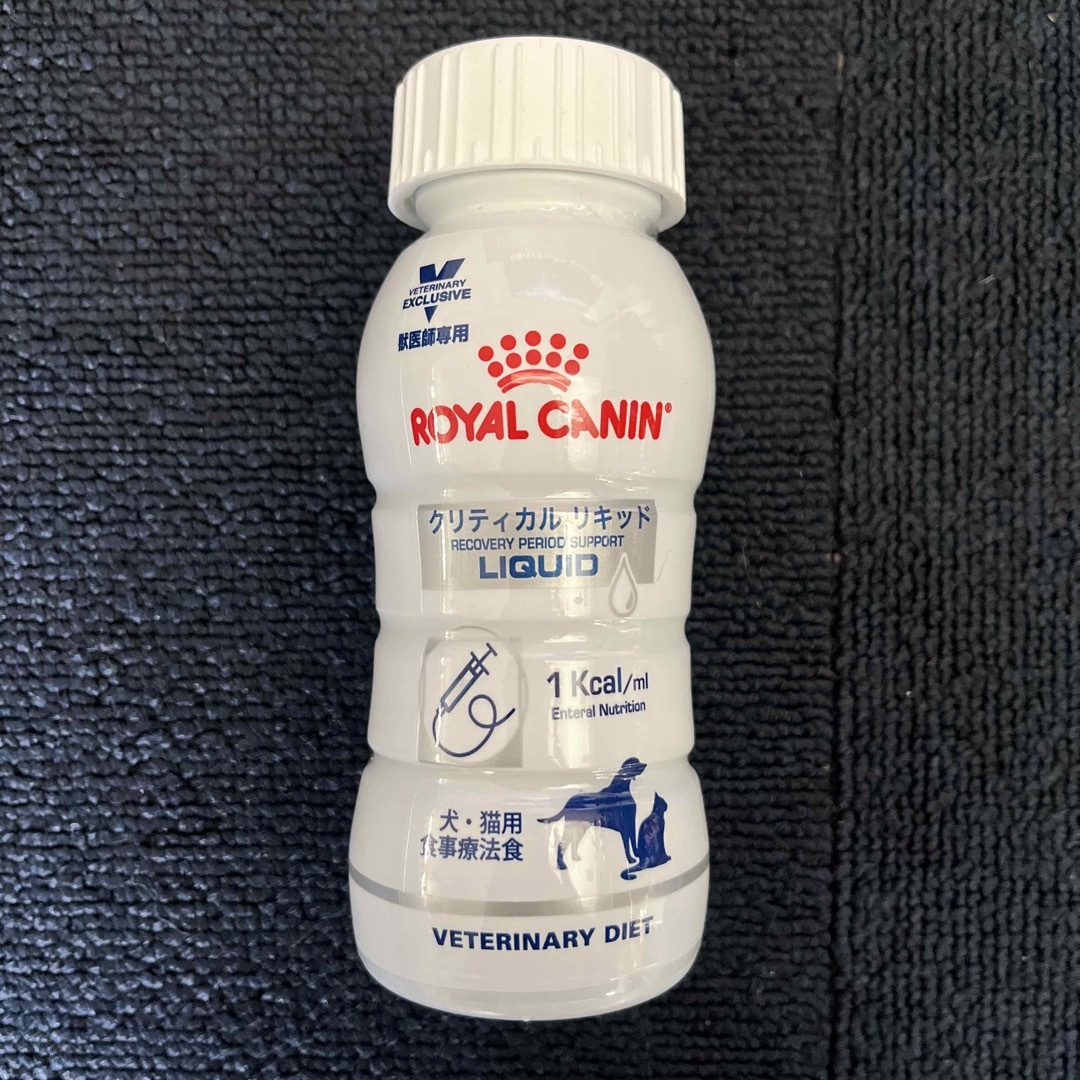 VETERINARY
EXCLUSIVE
獣医師専用
ROYAL CANIN®
クリティカル リキッド
RECOVERY PERIOD SUPPORT
LIQUID
1 Kcal/ml
Enteral Nutrition
犬・猫用
食事療法食
VETERINARY DIET